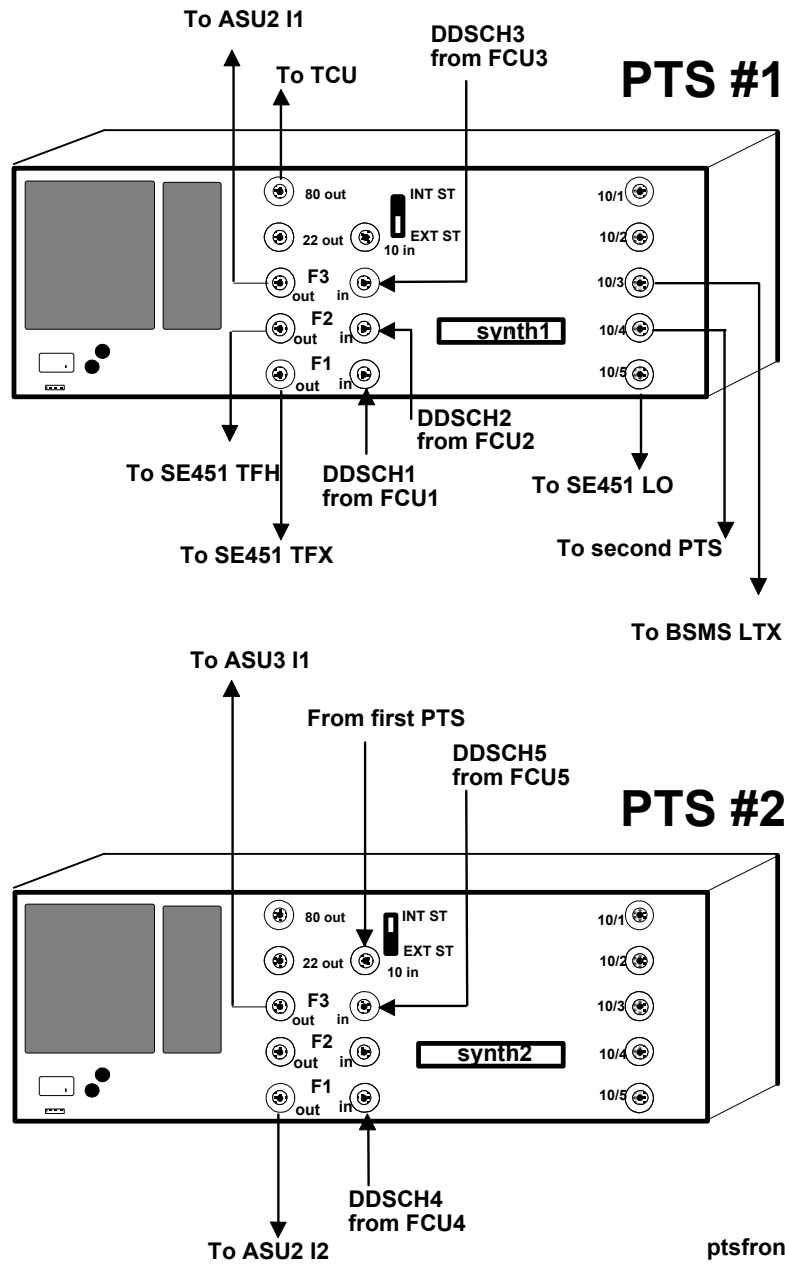 To ASU2 I1
DDSCH3
from FCU3
To TCU
PTS #1
80 out
INT ST
10/1
22 out
EXT ST
10 in
10/2
F3
out
in
10/3
F2
out
in
synth1
10/4
F1
out
in
10/5
DDSCH2
from FCU2
To SE451 TFH
DDSCH1
from FCU1
To SE451 LO
To SE451 TFX
To second PTS
To BSMS LTX
To ASU3 I1
From first PTS
DDSCH5
from FCU5
PTS #2
80 out
INT ST
10/1
22 out
EXT ST
10 in
10/2
F3
out
in
10/3
F2
out
in
synth2
10/4
F1
out
in
10/5
DDSCH4
from FCU4
To ASU2 I2
ptsfron